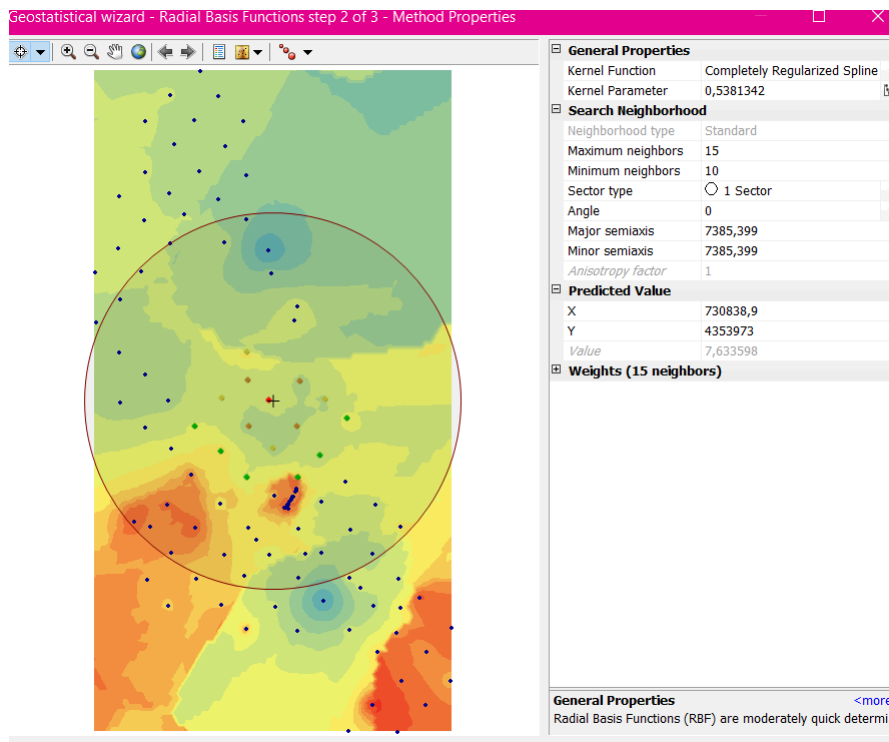 Geostatistical wizard - Radial Basis Functions step 2 of 3 - Method Properties
General Properties
Kernel Function Completely Regularized Spline
Kernel Parameter 0,5381342
Search Neighborhood
Neighborhood type Standard
Maximum neighbors 15
Minimum neighbors 10
Sector type 1 Sector
Angle 0
Major semiaxis 7385,399
Minor semiaxis 7385,399
Anisotropy factor 1
Predicted Value
X 730838,9
Y 4353973
Value 7,633598
Weights (15 neighbors)
General Properties <more
Radial Basis Functions (RBF) are moderately quick determi